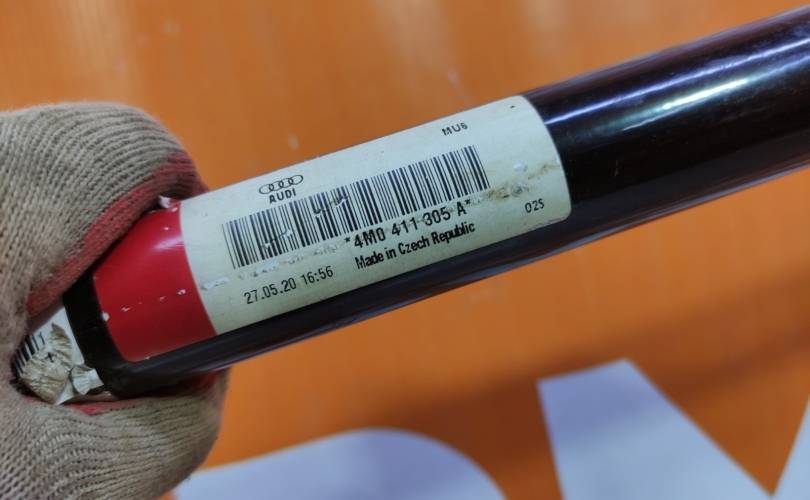 MU6
AUDI
*4M0 411 305 A*
Made in Czech Republic
27.05.20 16:56
025